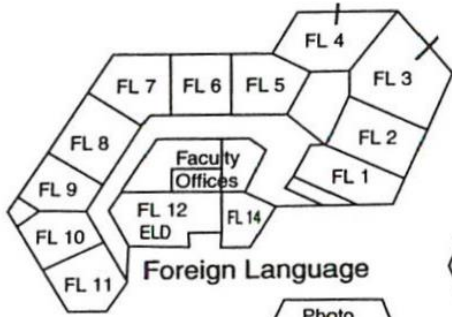 FL 4
FL 3
FL 7
FL 6
FL 5
FL 8
FL 2
Faculty
Offices
FL 1
FL 9
FL 12
ELD
FL 14
FL 10
FL 11
Foreign Language
Photo